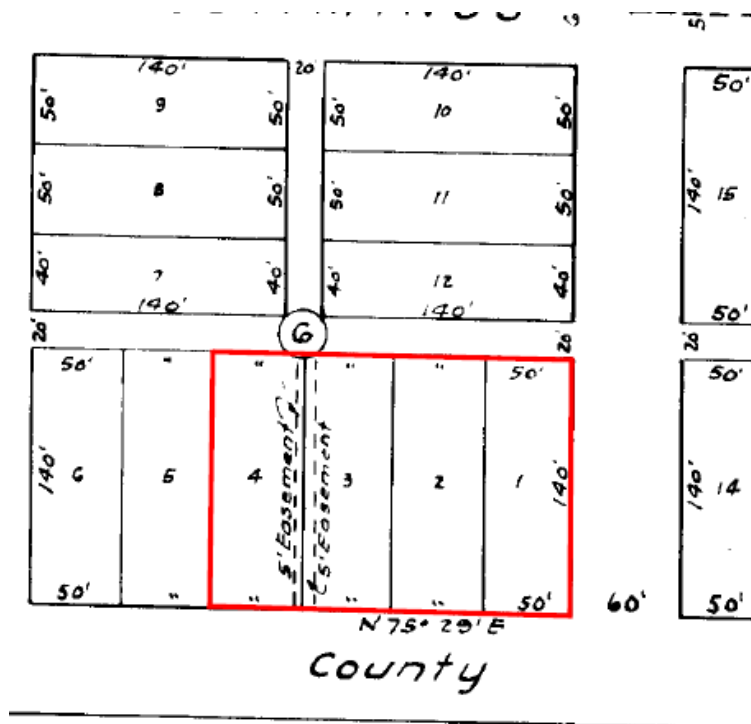 140' 20' 140' 50'
50' 9 50' 50' 10 50'
50' 8 50' 50' 11 50' 140' 15
40' 7 40' 40' 12 40'
140' 140' 50'
20' 6 20' 20'
50' " " " " 50' 50'
140' 6 5 4 5' Easement 5' Easement 3 2 1 140' 140' 14
50' " " " " 50' 60' 50'
N 75° 29' E
County